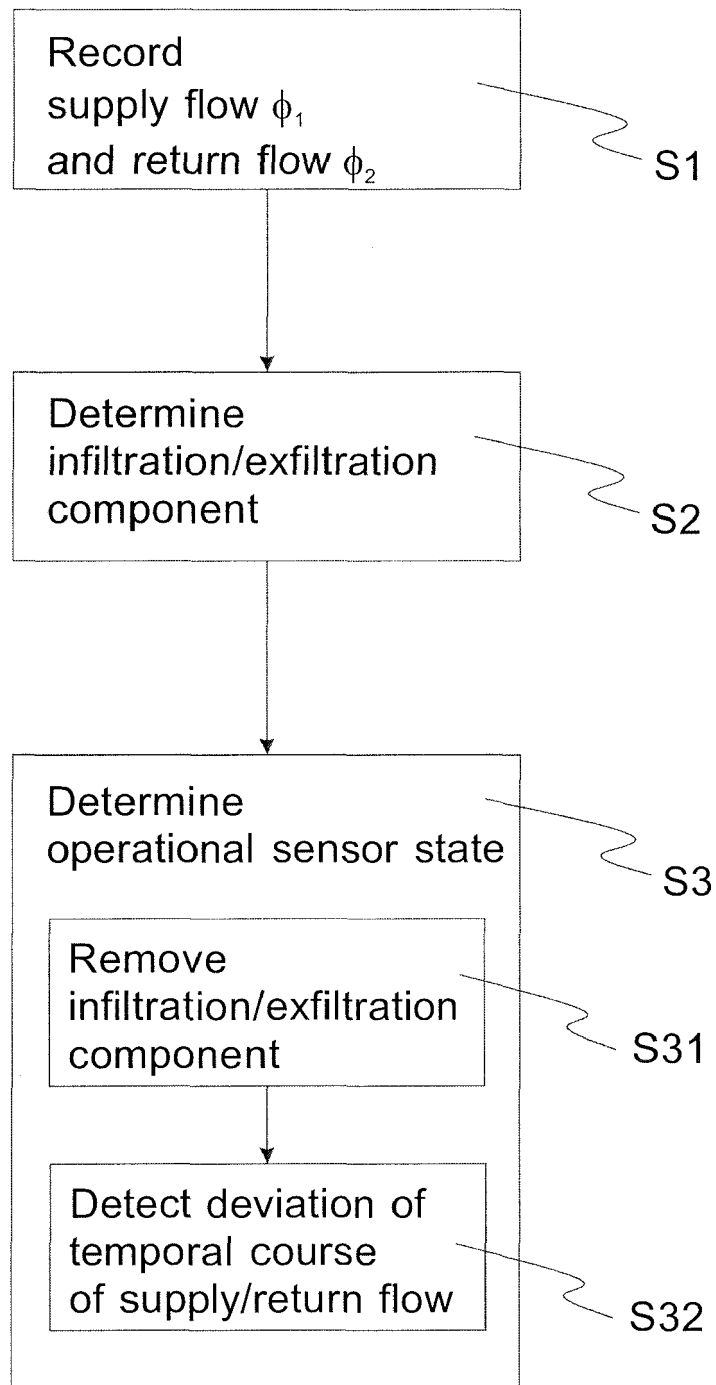 Record
supply flow ϕ₁
and return flow ϕ₂
S1
Determine
infiltration/exfiltration
component
S2
Determine
operational sensor state
S3
Remove
infiltration/exfiltration
component
S31
Detect deviation of
temporal course
of supply/return flow
S32